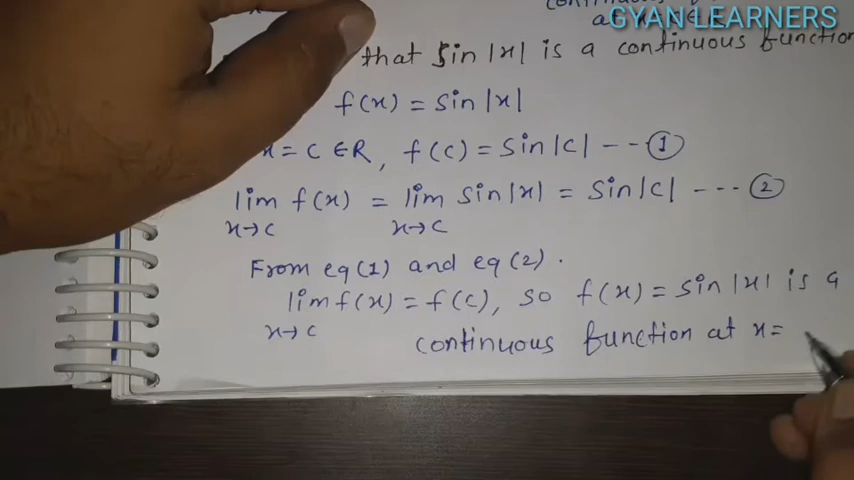 GYAN LEARNERS
that sin |x| is a continuous function
f(x) = sin |x|
x = c ∈ R, f(c) = sin |c| --- ①
lim f(x) = lim sin |x| = sin |c| --- ②
x→c x→c
From eq (1) and eq (2).
lim f(x) = f(c), so f(x) = sin |x| is a
x→c
continuous function at x =